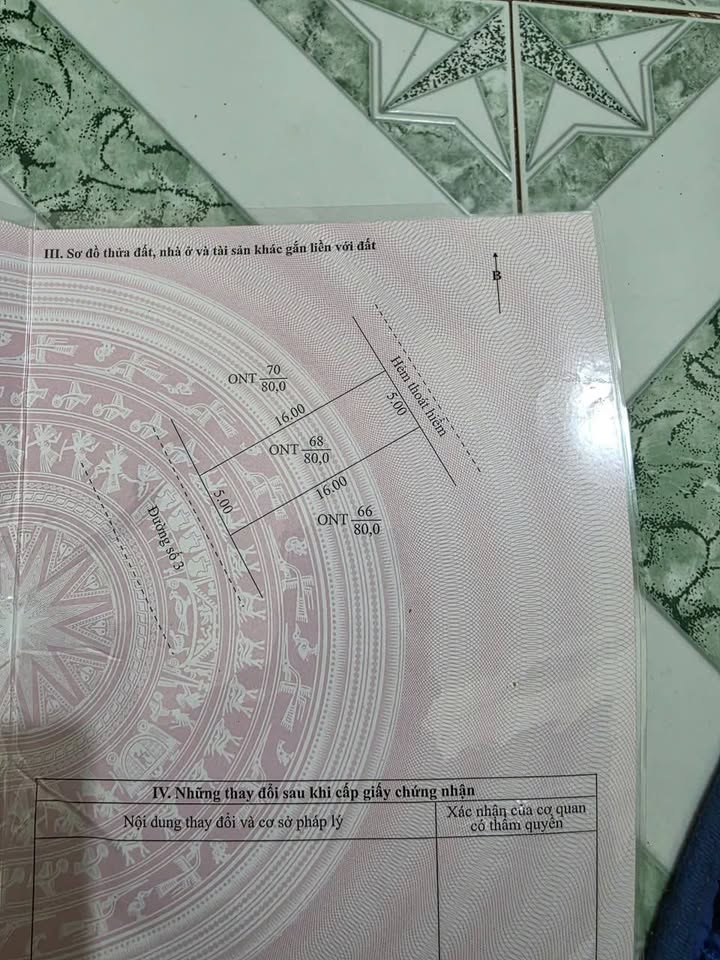 III. Sơ đồ thửa đất, nhà ở và tài sản khác gắn liền với đất
B
ONT 70/80,0
16.00
Hẻm thoát hiểm
5.00
ONT 68/80,0
16.00
5.00
ONT 66/80,0
Đường số 3
IV. Những thay đổi sau khi cấp giấy chứng nhận
Nội dung thay đổi và cơ sở pháp lý
Xác nhận của cơ quan
có thẩm quyền